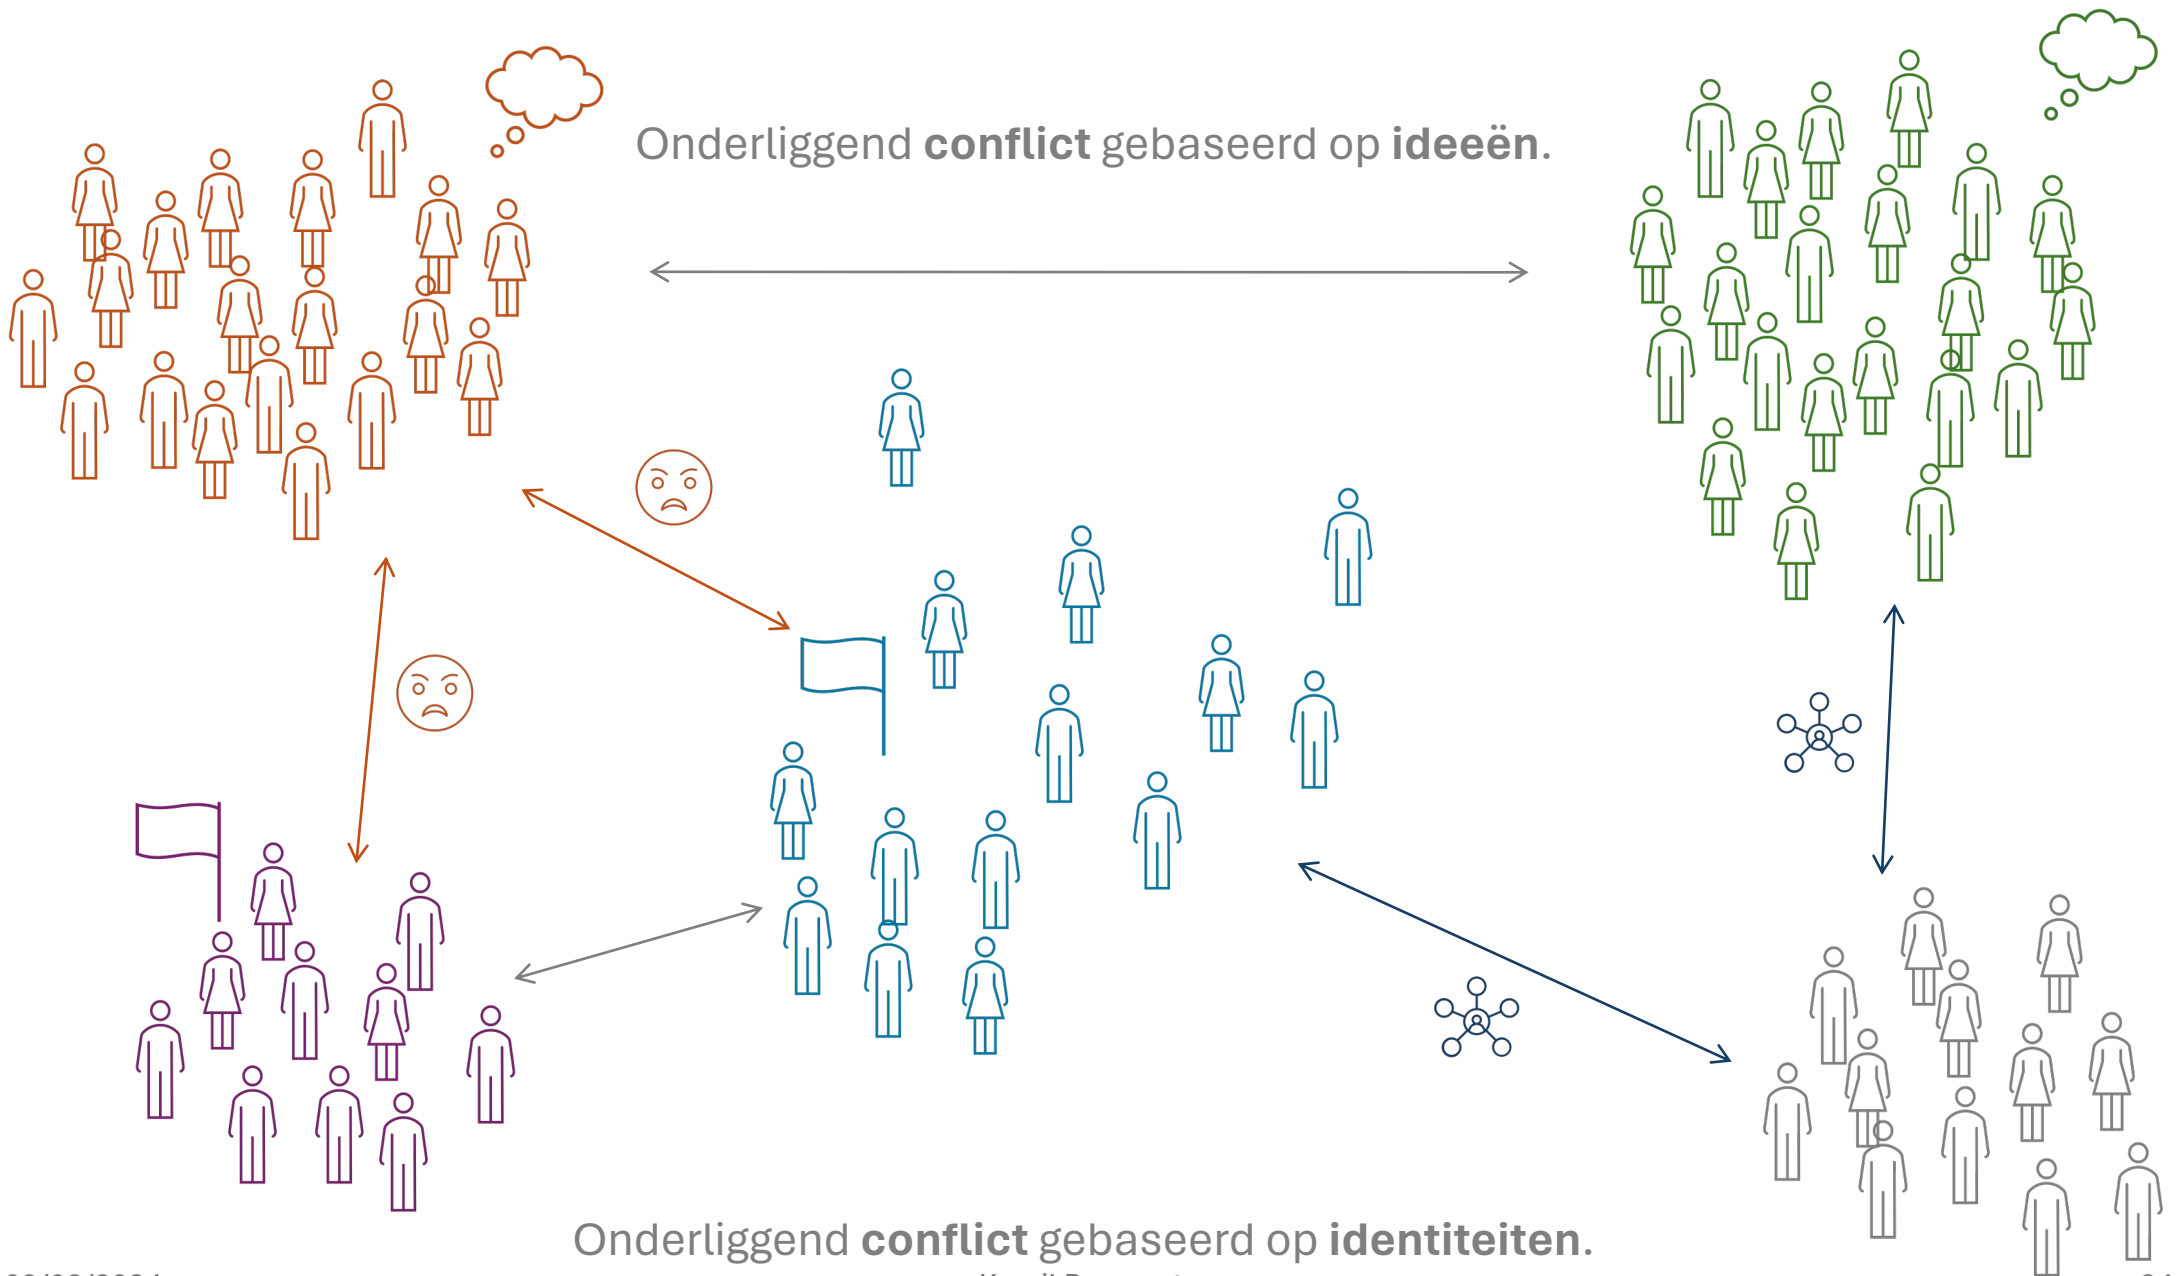 Onderliggend conflict gebaseerd op ideeën.
Onderliggend conflict gebaseerd op identiteiten.